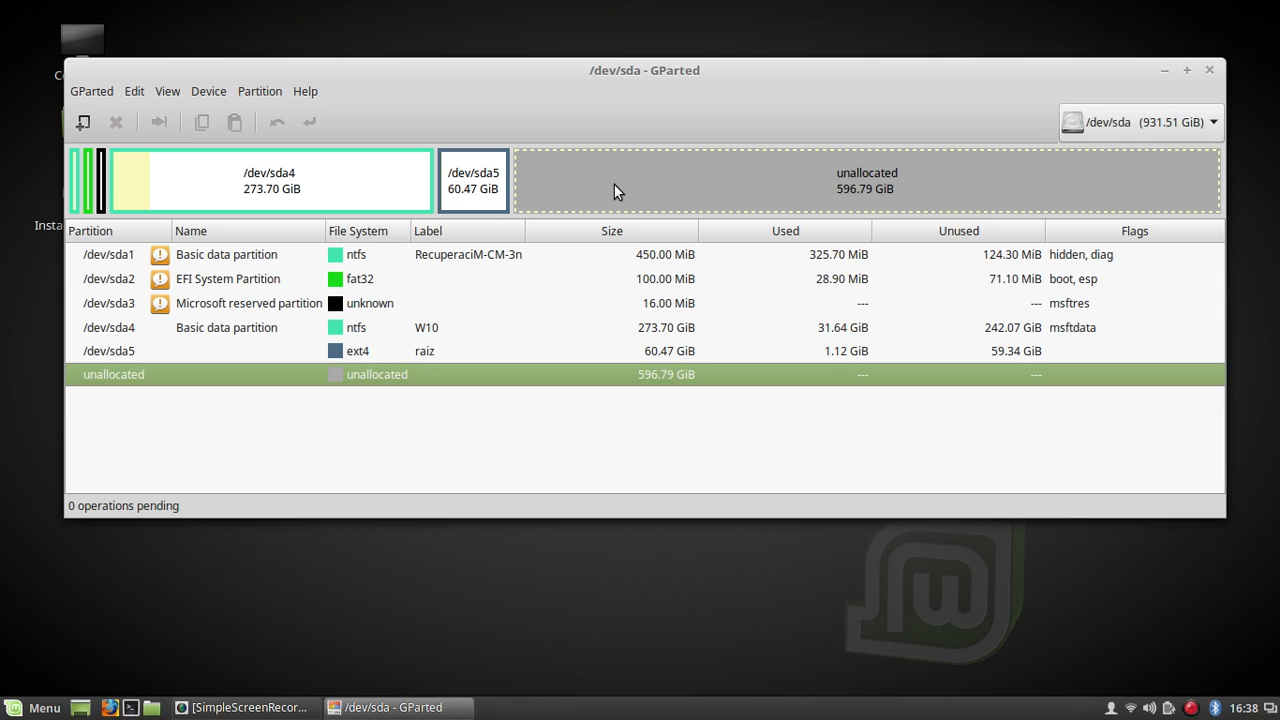 /dev/sda - GParted
GParted Edit View Device Partition Help
/dev/sda (931.51 GiB)
/dev/sda4
273.70 GiB
/dev/sda5
60.47 GiB
unallocated
596.79 GiB
Partition Name File System Label Size Used Unused Flags
/dev/sda1 Basic data partition ntfs RecuperaciM-CM-3n 450.00 MiB 325.70 MiB 124.30 MiB hidden, diag
/dev/sda2 EFI System Partition fat32 100.00 MiB 28.90 MiB 71.10 MiB boot, esp
/dev/sda3 Microsoft reserved partition unknown 16.00 MiB --- --- msftres
/dev/sda4 Basic data partition ntfs W10 273.70 GiB 31.64 GiB 242.07 GiB msftdata
/dev/sda5 ext4 raiz 60.47 GiB 1.12 GiB 59.34 GiB
unallocated unallocated 596.79 GiB --- ---
0 operations pending
Menu [SimpleScreenRecor... /dev/sda - GParted 16:38